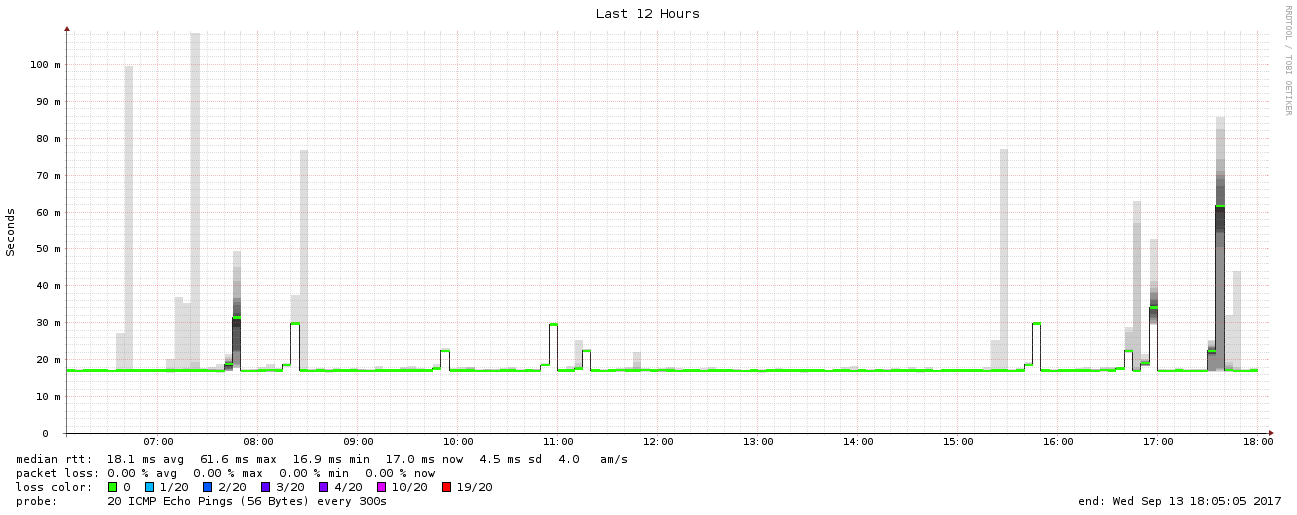 Last 12 Hours
RRDTOOL / TOBI OETIKER
Seconds
100 m
90 m
80 m
70 m
60 m
50 m
40 m
30 m
20 m
10 m
0
07:00 08:00 09:00 10:00 11:00 12:00 13:00 14:00 15:00 16:00 17:00 18:00
median rtt: 18.1 ms avg 61.6 ms max 16.9 ms min 17.0 ms now 4.5 ms sd 4.0 am/s
packet loss: 0.00 % avg 0.00 % max 0.00 % min 0.00 % now
loss color: 0 1/20 2/20 3/20 4/20 10/20 19/20
probe: 20 ICMP Echo Pings (56 Bytes) every 300s end: Wed Sep 13 18:05:05 2017